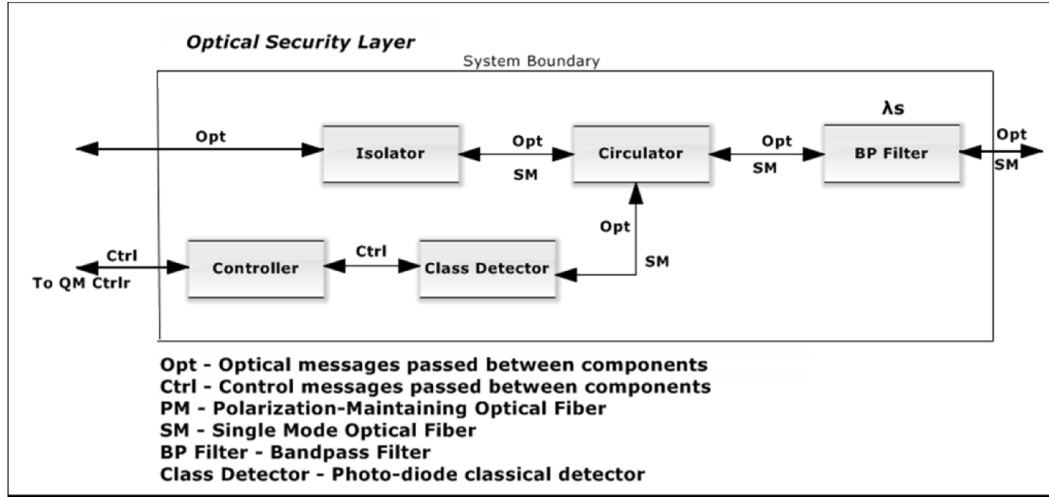 Optical Security Layer
System Boundary
λs
Opt
Isolator
Opt
SM
Circulator
Opt
SM
BP Filter
Opt
SM
Opt
SM
Ctrl
To QM Ctrlr
Controller
Ctrl
Class Detector
Opt - Optical messages passed between components
Ctrl - Control messages passed between components
PM - Polarization-Maintaining Optical Fiber
SM - Single Mode Optical Fiber
BP Filter - Bandpass Filter
Class Detector - Photo-diode classical detector